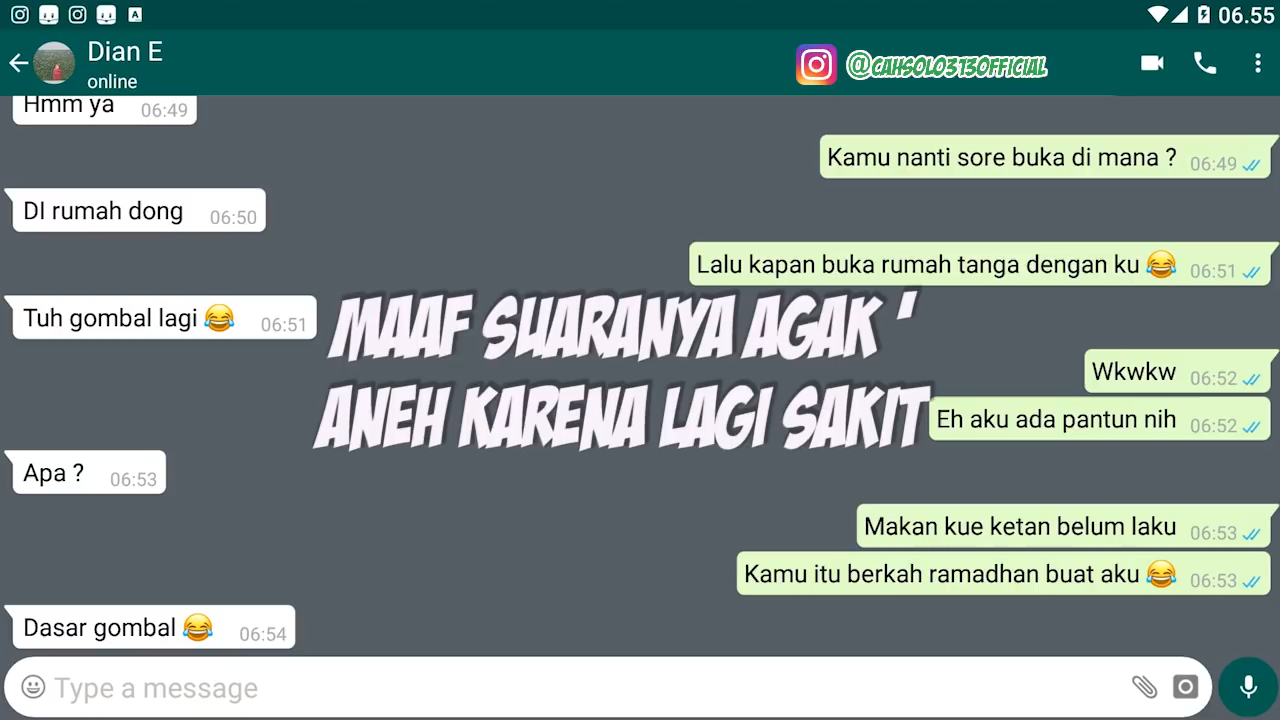 06.55
Dian E
online
@CAHSOLO3130FFICIAL
Hmm ya 06:49
Kamu nanti sore buka di mana ? 06:49
DI rumah dong 06:50
Lalu kapan buka rumah tanga dengan ku 😂 06:51
Tuh gombal lagi 😂 06:51
MAAF SUARANYA AGAK '
ANEH KARENA LAGI SAKIT
Wkwkw 06:52
Eh aku ada pantun nih 06:52
Apa ? 06:53
Makan kue ketan belum laku 06:53
Kamu itu berkah ramadhan buat aku 😂 06:53
Dasar gombal 😂 06:54
Type a message